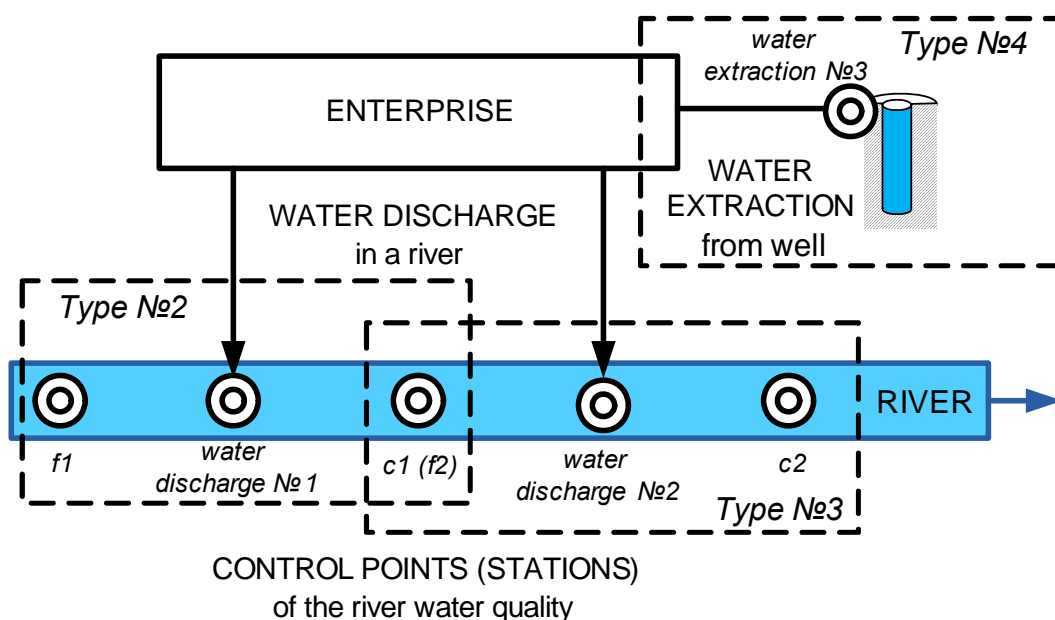 water
extraction №3
Type №4
ENTERPRISE
WATER
EXTRACTION
from well
WATER DISCHARGE
in a river
Type №2
RIVER
f1
water
discharge №1
c1 (f2)
water
discharge №2
c2
Type №3
CONTROL POINTS (STATIONS)
of the river water quality